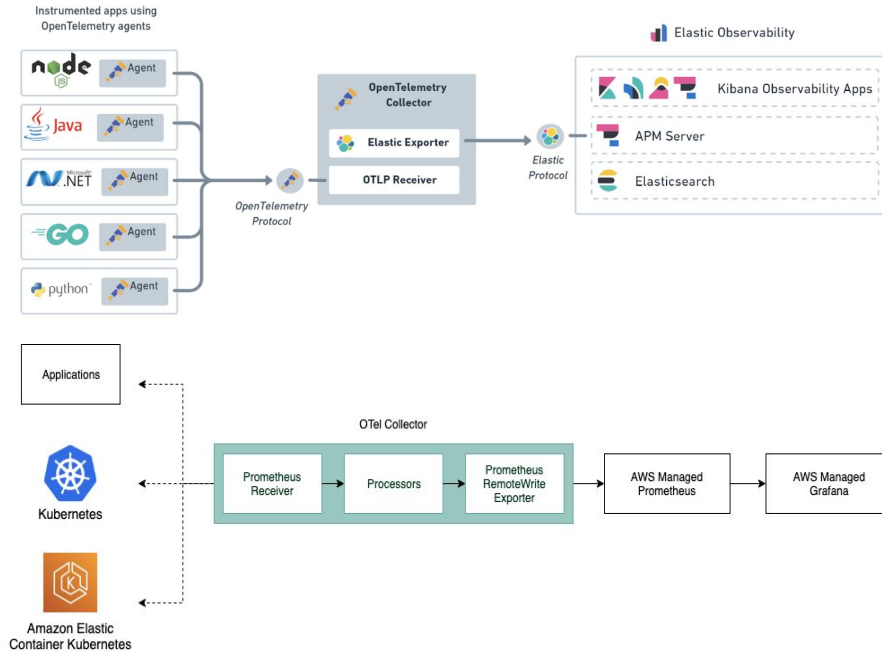 Instrumented apps using
OpenTelemetry agents
node
JS
Agent
Java
Agent
Microsoft
.NET
Agent
GO
Agent
python
Agent
OpenTelemetry
Protocol
OpenTelemetry
Collector
Elastic Exporter
OTLP Receiver
Elastic
Protocol
Elastic Observability
Kibana Observability Apps
APM Server
Elasticsearch
Applications
Kubernetes
Amazon Elastic
Container Kubernetes
OTel Collector
Prometheus
Receiver
Processors
Prometheus
RemoteWrite
Exporter
AWS Managed
Prometheus
AWS Managed
Grafana
K